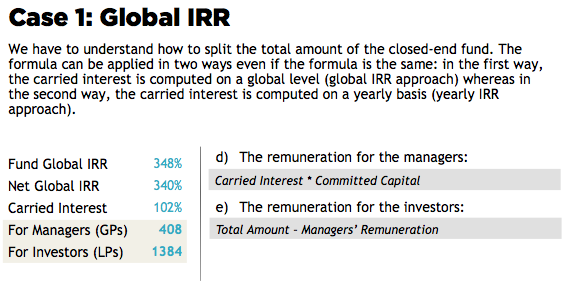 Case 1: Global IRR
We have to understand how to split the total amount of the closed-end fund. The
formula can be applied in two ways even if the formula is the same: in the first way,
the carried interest is computed on a global level (global IRR approach) whereas in
the second way, the carried interest is computed on a yearly basis (yearly IRR
approach).
Fund Global IRR 348%
Net Global IRR 340%
Carried Interest 102%
For Managers (GPs) 408
For Investors (LPs) 1384
d) The remuneration for the managers:
Carried Interest * Committed Capital
e) The remuneration for the investors:
Total Amount - Managers' Remuneration